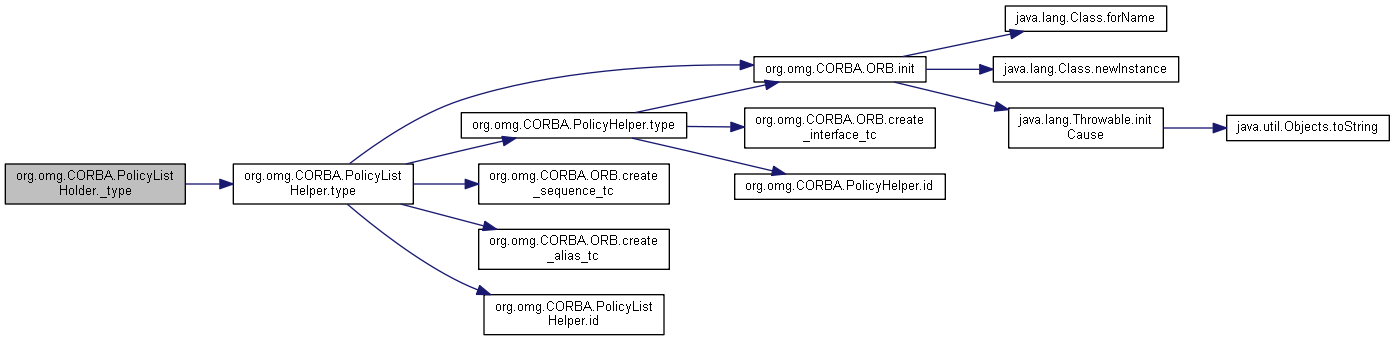 org.omg.CORBA.PolicyList
Holder._type
org.omg.CORBA.PolicyList
Helper.type
org.omg.CORBA.ORB.init
java.lang.Class.forName
java.lang.Class.newInstance
java.lang.Throwable.init
Cause
java.util.Objects.toString
org.omg.CORBA.PolicyHelper.type
org.omg.CORBA.ORB.create
_interface_tc
org.omg.CORBA.PolicyHelper.id
org.omg.CORBA.ORB.create
_sequence_tc
org.omg.CORBA.ORB.create
_alias_tc
org.omg.CORBA.PolicyList
Helper.id